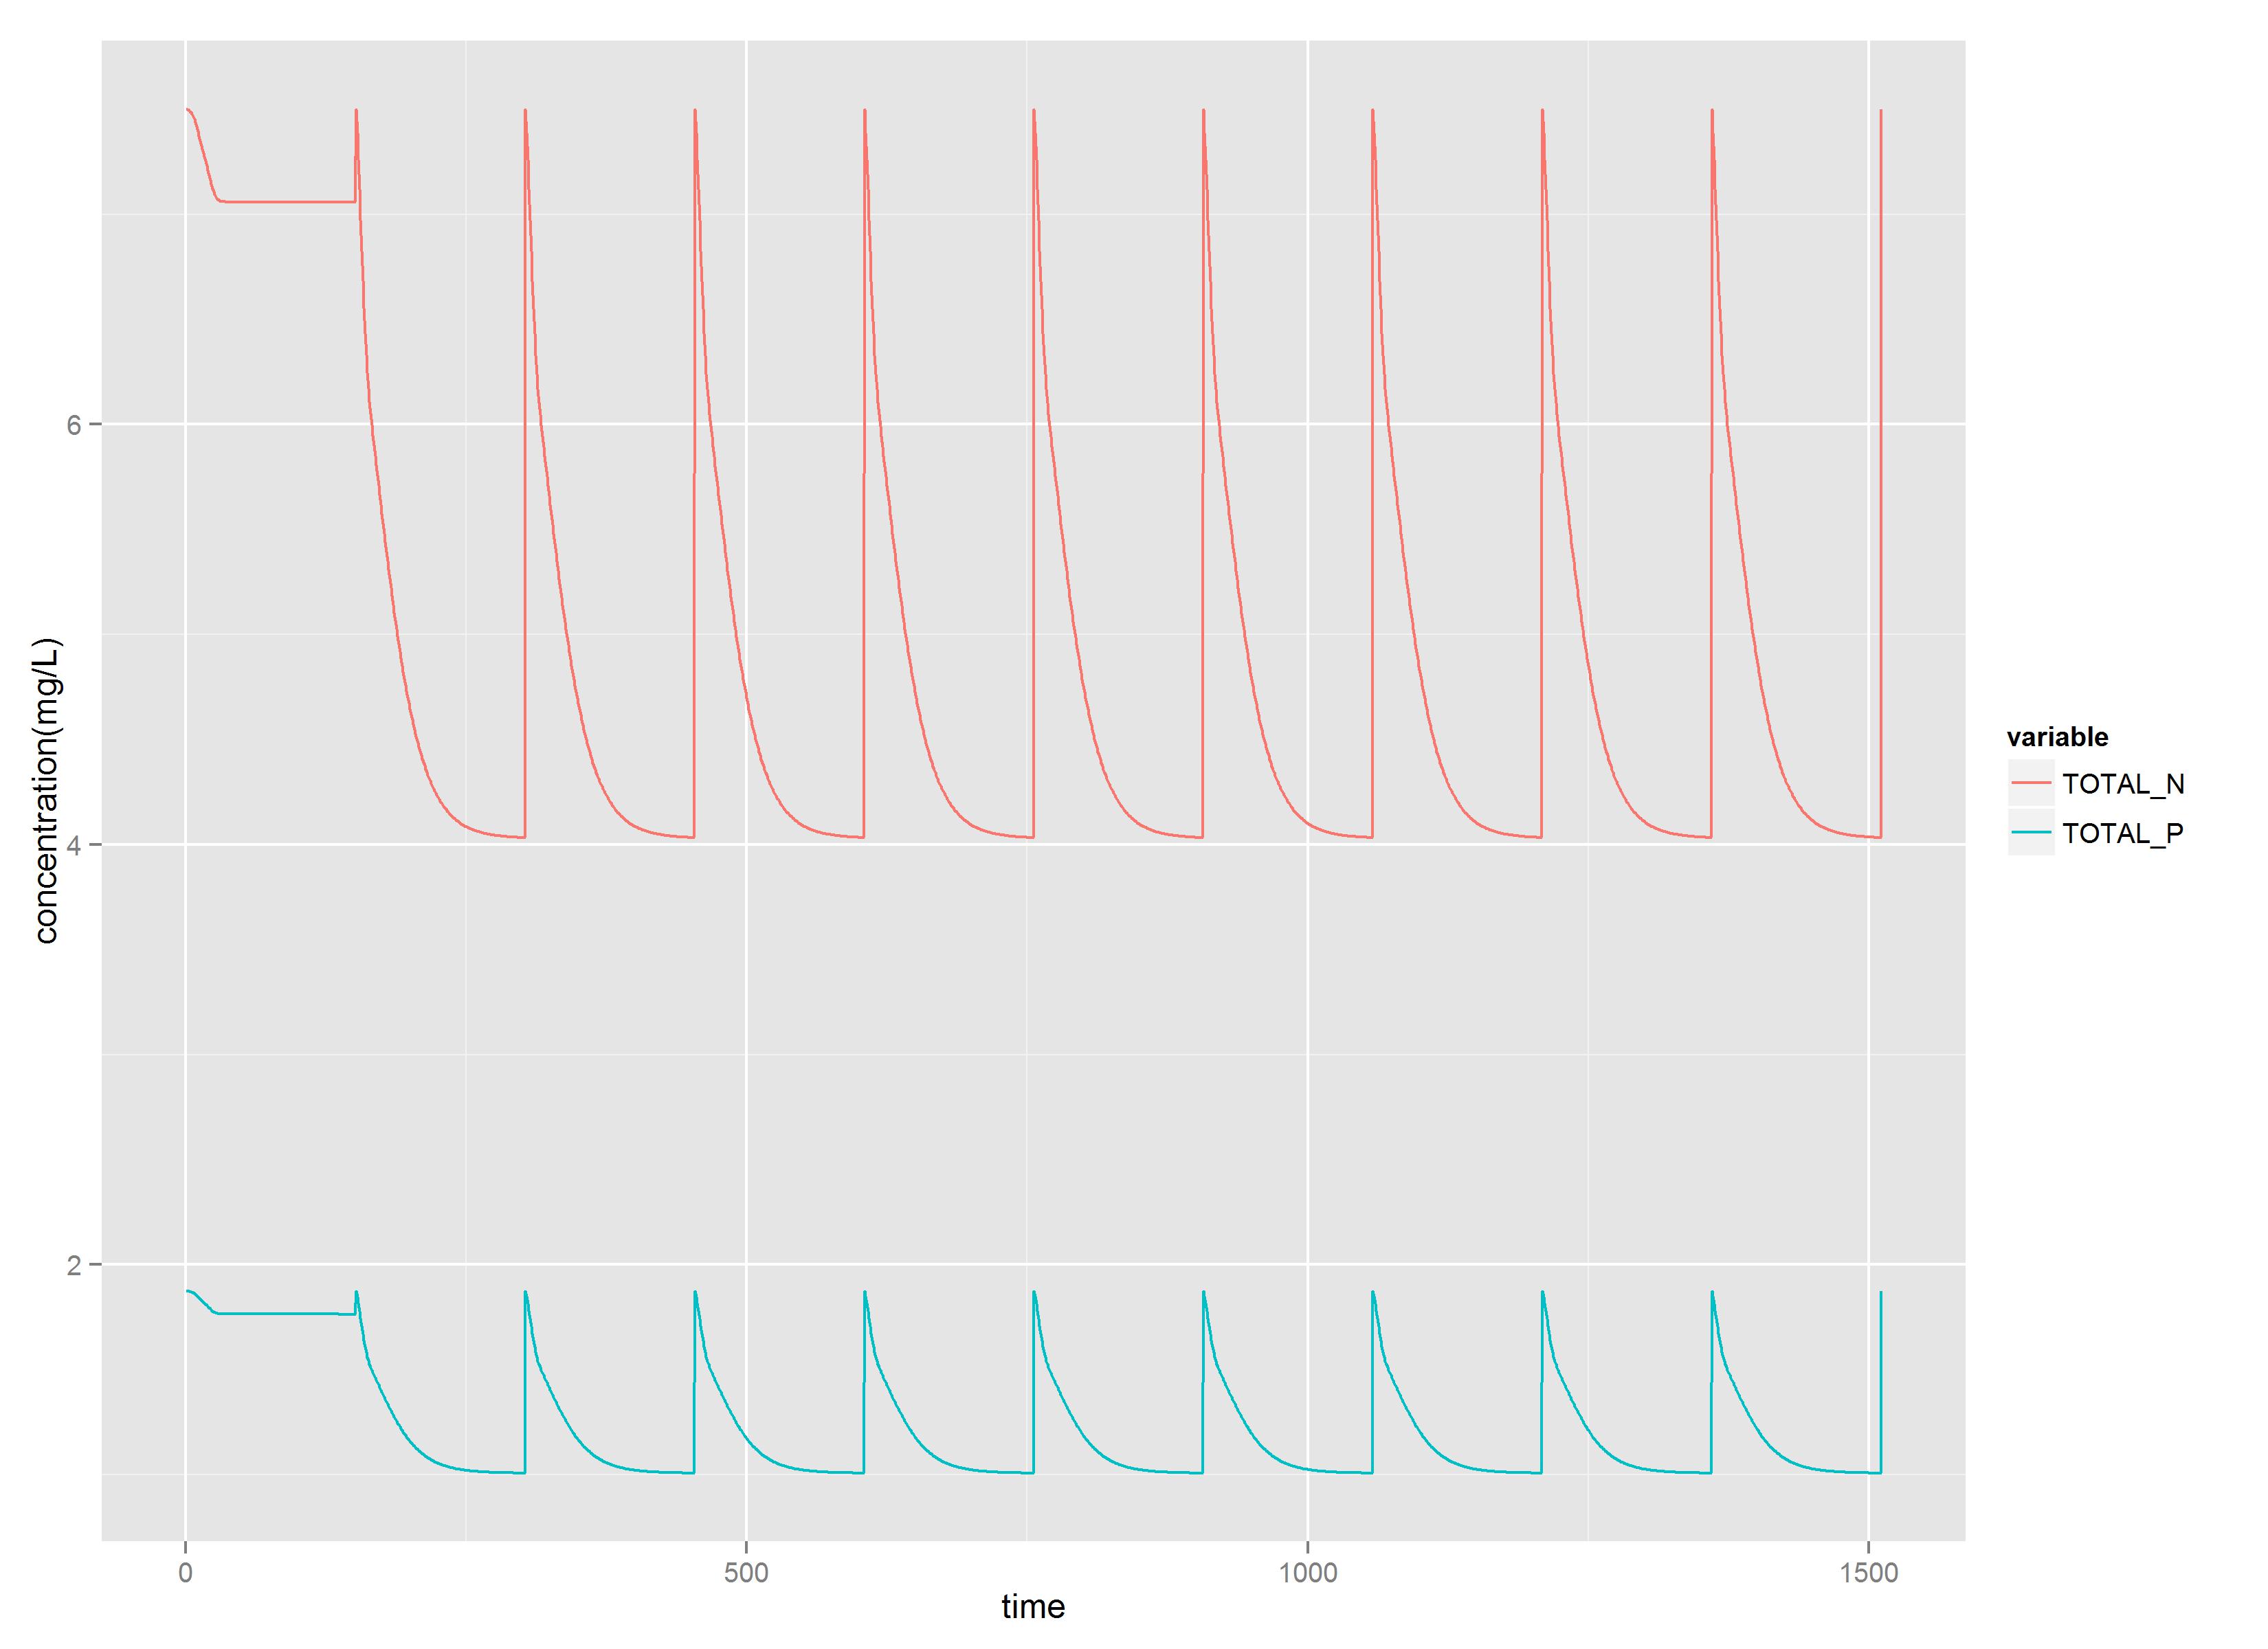 concentration(mg/L)
6
4
2
0 500 1000 1500
time
variable
TOTAL_N
TOTAL_P